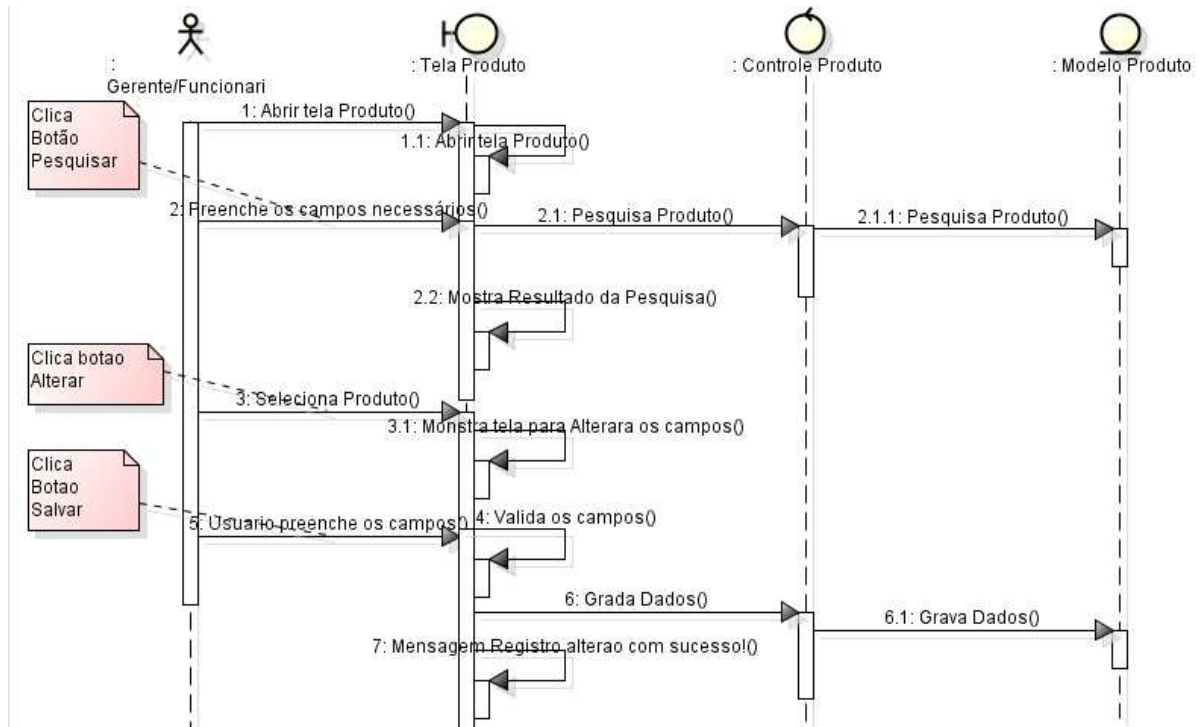 :
Gerente/Funcionari
: Tela Produto
: Controle Produto
: Modelo Produto
Clica
Botão
Pesquisar
1: Abrir tela Produto()
1.1: Abrir tela Produto()
2: Preenche os campos necessários()
2.1: Pesquisa Produto()
2.1.1: Pesquisa Produto()
2.2: Mostra Resultado da Pesquisa()
Clica botao
Alterar
3: Seleciona Produto()
3.1: Monstra tela para Alterara os campos()
Clica
Botao
Salvar
5: Usuario preenche os campos()
4: Valida os campos()
6: Grada Dados()
6.1: Grava Dados()
7: Mensagem Registro alterao com sucesso!()